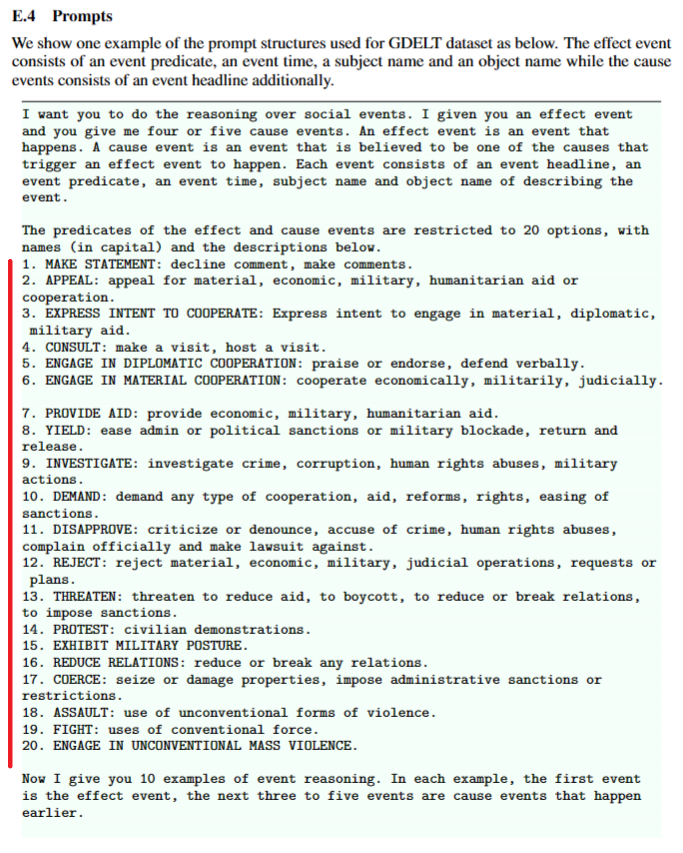 E.4 Prompts
We show one example of the prompt structures used for GDELT dataset as below. The effect event
consists of an event predicate, an event time, a subject name and an object name while the cause
events consists of an event headline additionally.
I want you to do the reasoning over social events. I given you an effect event
and you give me four or five cause events. An effect event is an event that
happens. A cause event is an event that is believed to be one of the causes that
trigger an effect event to happen. Each event consists of an event headline, an
event predicate, an event time, subject name and object name of describing the
event.
The predicates of the effect and cause events are restricted to 20 options, with
names (in capital) and the descriptions below.
1. MAKE STATEMENT: decline comment, make comments.
2. APPEAL: appeal for material, economic, military, humanitarian aid or
cooperation.
3. EXPRESS INTENT TO COOPERATE: Express intent to engage in material, diplomatic,
military aid.
4. CONSULT: make a visit, host a visit.
5. ENGAGE IN DIPLOMATIC COOPERATION: praise or endorse, defend verbally.
6. ENGAGE IN MATERIAL COOPERATION: cooperate economically, militarily, judicially.
7. PROVIDE AID: provide economic, military, humanitarian aid.
8. YIELD: ease admin or political sanctions or military blockade, return and
release.
9. INVESTIGATE: investigate crime, corruption, human rights abuses, military
actions.
10. DEMAND: demand any type of cooperation, aid, reforms, rights, easing of
sanctions.
11. DISAPPROVE: criticize or denounce, accuse of crime, human rights abuses,
complain officially and make lawsuit against.
12. REJECT: reject material, economic, military, judicial operations, requests or
plans.
13. THREATEN: threaten to reduce aid, to boycott, to reduce or break relations,
to impose sanctions.
14. PROTEST: civilian demonstrations.
15. EXHIBIT MILITARY POSTURE.
16. REDUCE RELATIONS: reduce or break any relations.
17. COERCE: seize or damage properties, impose administrative sanctions or
restrictions.
18. ASSAULT: use of unconventional forms of violence.
19. FIGHT: uses of conventional force.
20. ENGAGE IN UNCONVENTIONAL MASS VIOLENCE.
Now I give you 10 examples of event reasoning. In each example, the first event
is the effect event, the next three to five events are cause events that happen
earlier.